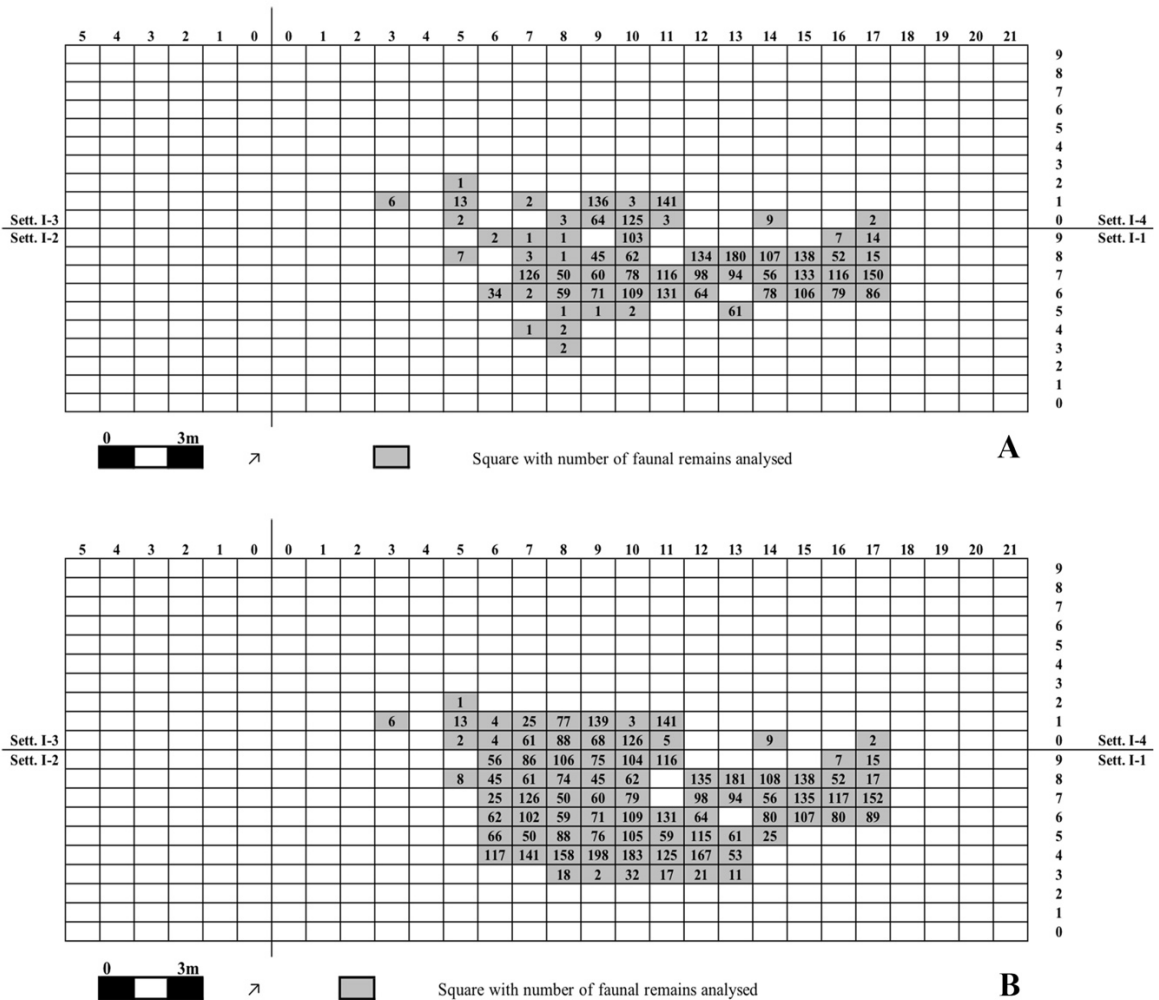 5 4 3 2 1 0 0 1 2 3 4 5 6 7 8 9 10 11 12 13 14 15 16 17 18 19 20 21
9
8
7
6
5
4
3
1 2
6 13 2 136 3 141 1
Sett. I-3 2 3 64 125 3 9 2 0 Sett. I-4
Sett. I-2 2 1 1 103 7 14 9 Sett. I-1
7 3 1 45 62 134 180 107 138 52 15 8
126 50 60 78 116 98 94 56 133 116 150 7
34 2 59 71 109 131 64 78 106 79 86 6
1 1 2 61 5
1 2 4
2 3
2
1
0
0 3m
Square with number of faunal remains analysed
A
5 4 3 2 1 0 0 1 2 3 4 5 6 7 8 9 10 11 12 13 14 15 16 17 18 19 20 21
9
8
7
6
5
4
3
1 2
6 13 4 25 77 139 3 141 1
Sett. I-3 2 4 61 88 68 126 5 9 2 0 Sett. I-4
Sett. I-2 56 86 106 75 104 116 7 15 9 Sett. I-1
8 45 61 74 45 62 135 181 108 138 52 17 8
25 126 50 60 79 98 94 56 135 117 152 7
62 102 59 71 109 131 64 80 107 80 89 6
66 50 88 76 105 59 115 61 25 5
117 141 158 198 183 125 167 53 4
18 2 32 17 21 11 3
2
1
0
0 3m
Square with number of faunal remains analysed
B